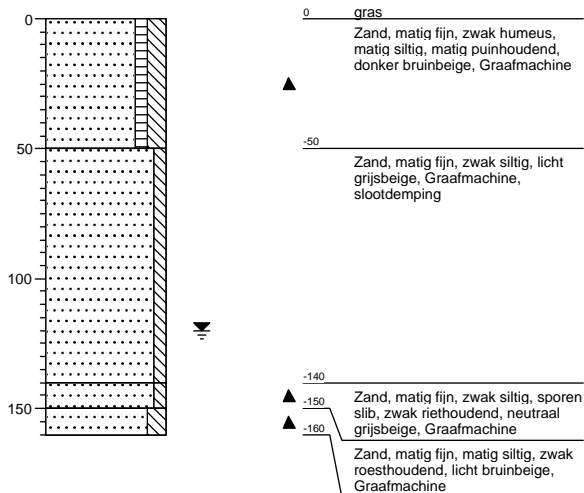 0
50
100
150
0 gras
Zand, matig fijn, zwak humeus,
matig siltig, matig puinhoudend,
donker bruinbeige, Graafmachine
-50
Zand, matig fijn, zwak siltig, licht
grijsbeige, Graafmachine,
slootdemping
-140
Zand, matig fijn, zwak siltig, sporen
slib, zwak riethoudend, neutraal
grijsbeige, Graafmachine
-150
-160
Zand, matig fijn, matig siltig, zwak
roesthoudend, licht bruinbeige,
Graafmachine